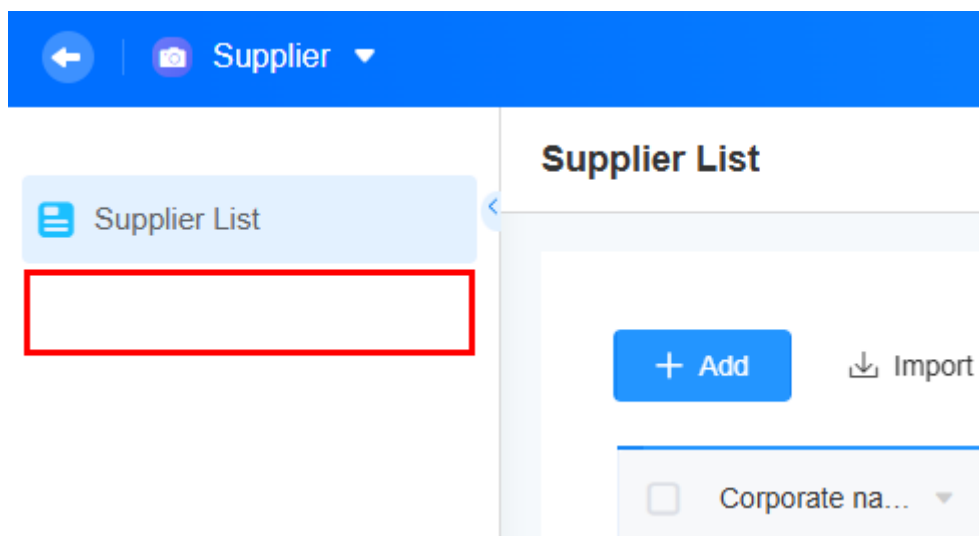 Supplier
Supplier List
Supplier List
Add
Import
Corporate na...